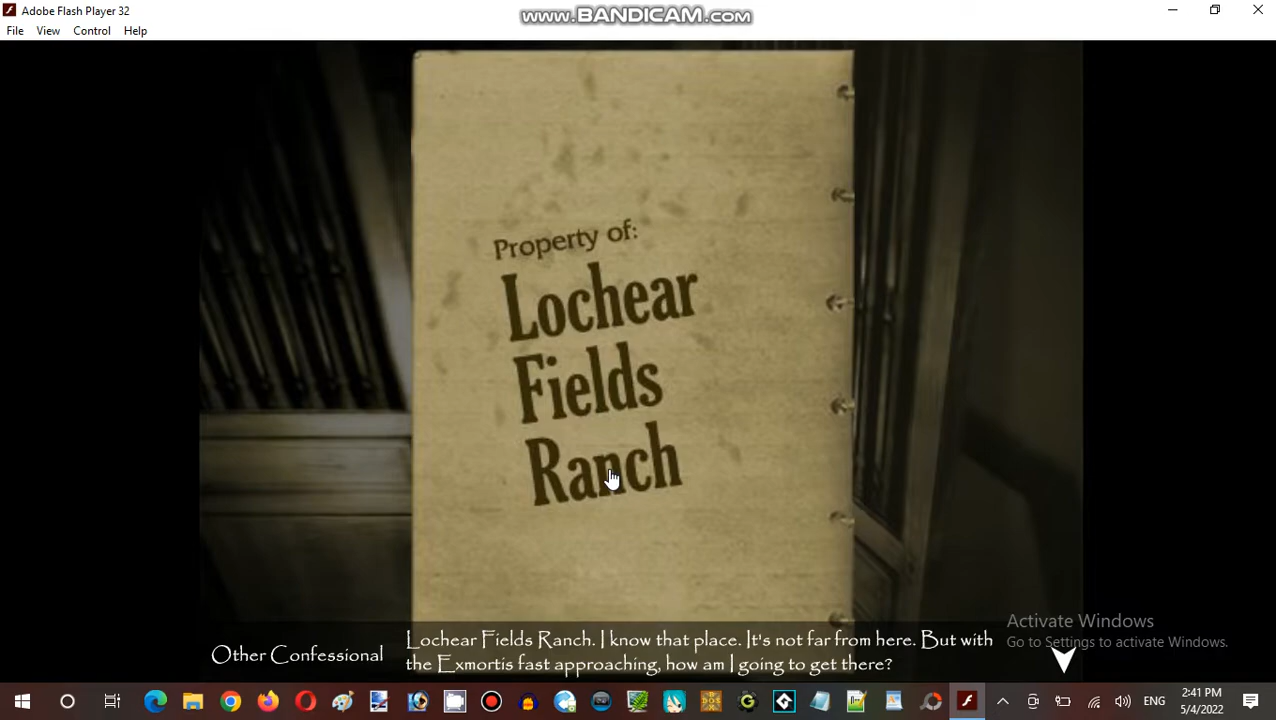 Adobe Flash Player 32
www.BANDICAM.com
File View Control Help
Property of:
Lochear
Fields
Ranch
Activate Windows
Go to Settings to activate Windows.
Other Confessional
Lochear Fields Ranch. I know that place. It's not far from here. But with
the Exmortis fast approaching, how am I going to get there?
ENG
2:41 PM
5/4/2022